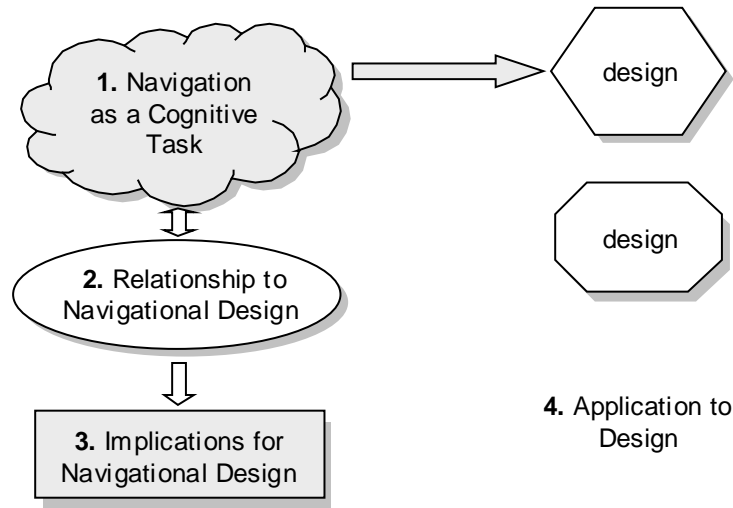 1. Navigation
as a Cognitive
Task
design
design
2. Relationship to
Navigational Design
3. Implications for
Navigational Design
4. Application to
Design